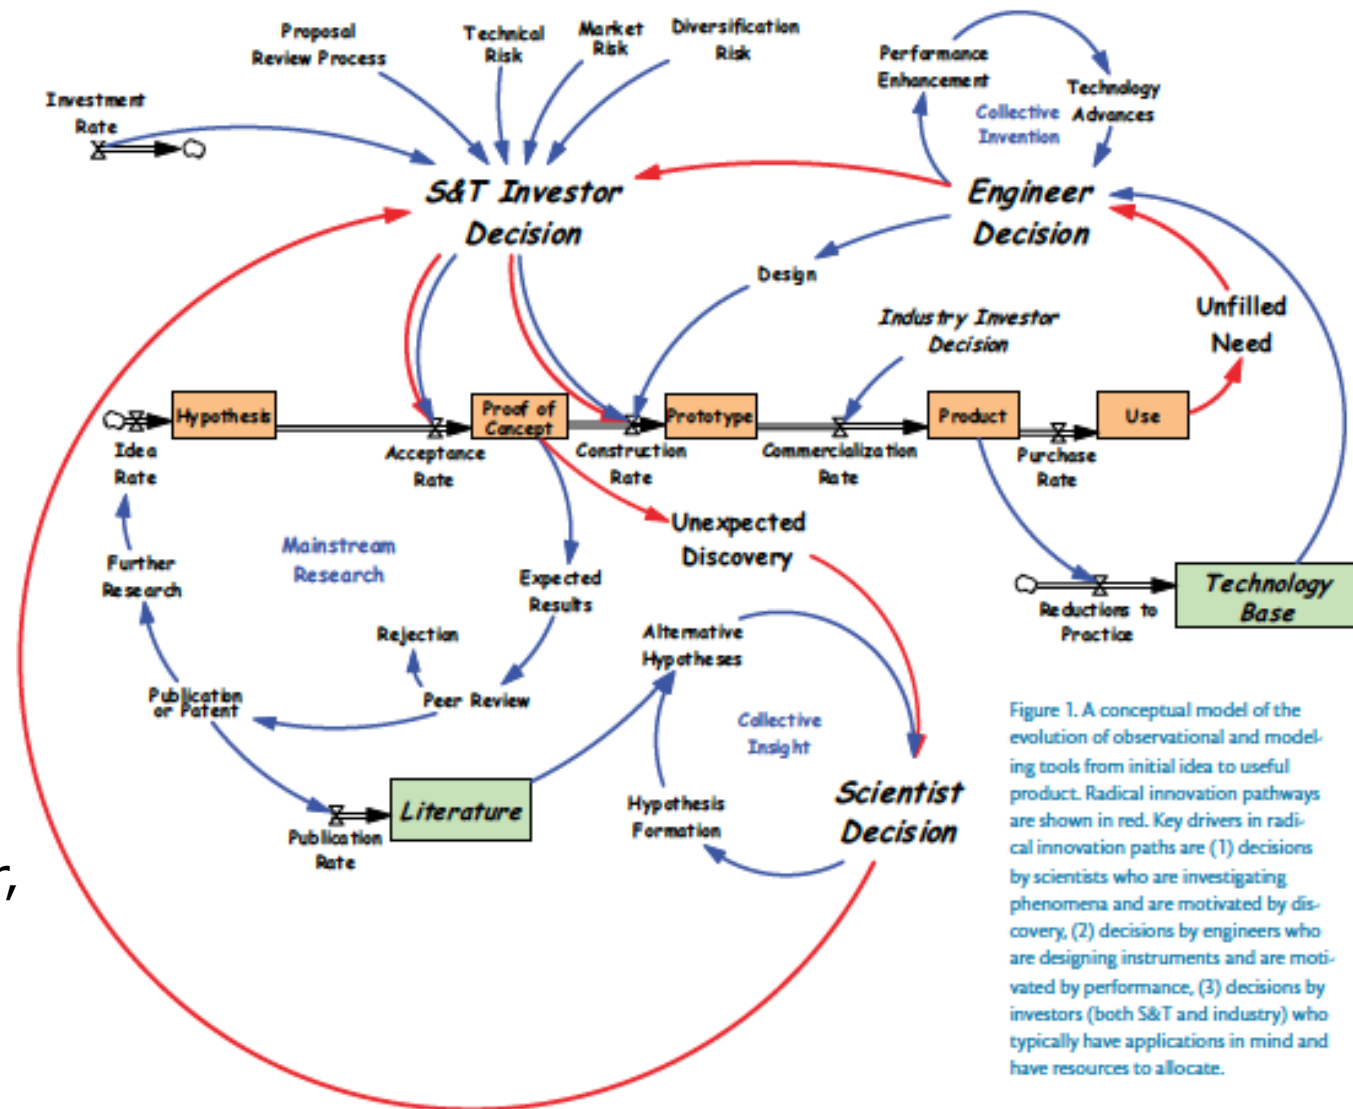 Proposal
Review Process
Technical
Risk
Market
Risk
Diversification
Risk
Performance
Enhancement
Technology
Advances
Collective
Invention
Investment
Rate
S&T Investor
Decision
Engineer
Decision
Design
Industry Investor
Decision
Unfilled
Need
Hypothesis
Proof of
Concept
Prototype
Product
Use
Idea
Rate
Acceptance
Rate
Construction
Rate
Commercialization
Rate
Purchase
Rate
Mainstream
Research
Unexpected
Discovery
Further
Research
Expected
Results
Reductions to
Practice
Technology
Base
Rejection
Alternative
Hypotheses
Publication
or Patent
Peer Review
Collective
Insight
Literature
Publication
Rate
Hypothesis
Formation
Scientist
Decision
r,
Figure 1. A conceptual model of the
evolution of observational and model-
ing tools from initial idea to useful
product. Radical innovation pathways
are shown in red. Key drivers in radi-
cal innovation paths are (1) decisions
by scientists who are investigating
phenomena and are motivated by dis-
covery, (2) decisions by engineers who
are designing instruments and are moti-
vated by performance, (3) decisions by
investors (both S&T and industry) who
typically have applications in mind and
have resources to allocate.